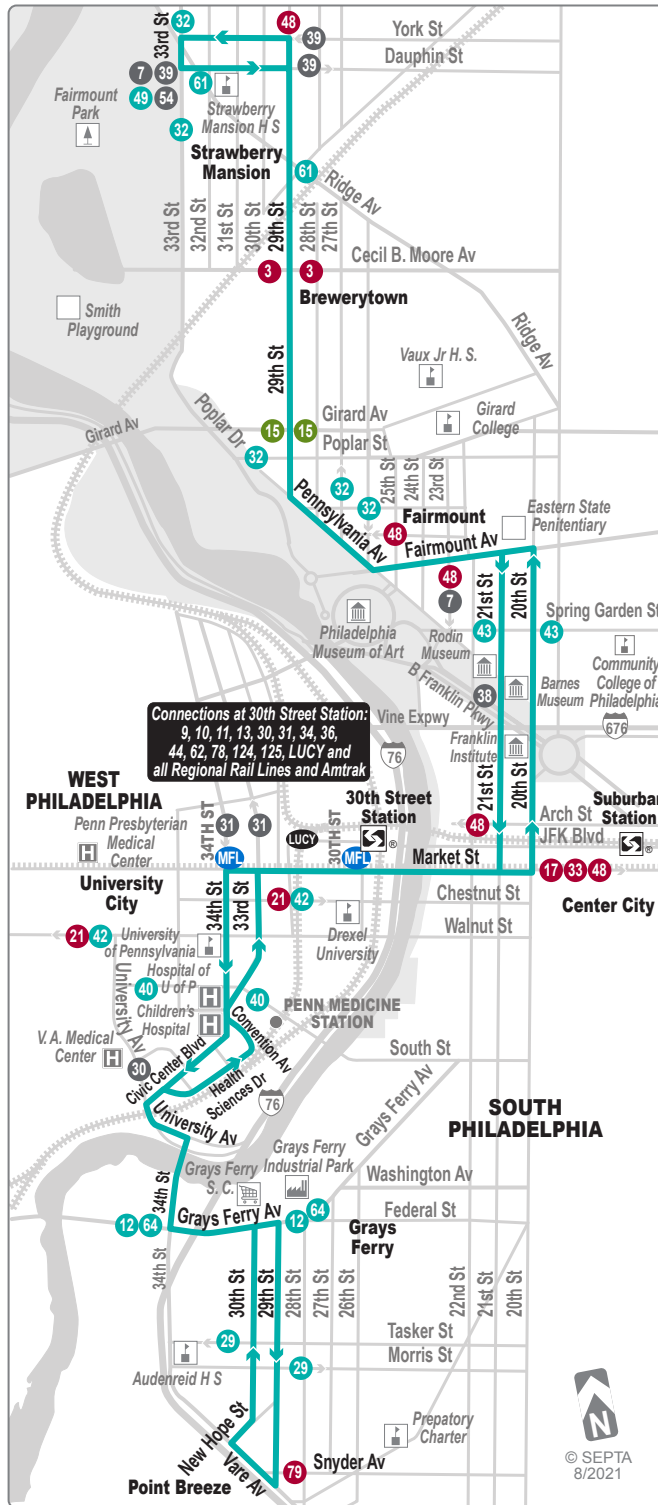 32
48
39
York St
33rd St
Dauphin St
39
7 39
49 54
61
Fairmount
Park
Strawberry
Mansion H S
32
Strawberry
Mansion
61
Ridge Av
33rd St
32nd St
31st St
30th St
29th St
28th St
27th St
Cecil B. Moore Av
3
3
Brewerytown
Smith
Playground
Ridge Av
29th St
Vaux Jr H. S.
Poplar Dr
Girard Av
Girard
College
Girard Av
15
15
Poplar St
32
25th St
24th St
23rd St
32
32
Pennsylvania Av
Fairmount
48
Fairmount Av
Eastern State
Penitentiary
48
7
21st St
20th St
Spring Garden St
Philadelphia
Museum of Art
Rodin
Museum
43
43
Community
College of
Philadelphia
B Franklin Pkwy
38
Barnes
Museum
Vine Expwy
676
Connections at 30th Street Station:
9, 10, 11, 13, 30, 31, 34, 36,
44, 62, 78, 124, 125, LUCY and
all Regional Rail Lines and Amtrak
76
Franklin
Institute
21st St
20th St
WEST
PHILADELPHIA
30th Street
Station
Arch St
Suburban
Station
Penn Presbyterian
Medical
Center
34TH ST
31
31
LUCY
30TH ST
®
48
JFK Blvd
®
MFL
MFL
Market St
17 33 48
University
City
34th St
33rd St
21 42
Chestnut St
Center City
21 42
University
of Pennsylvania
Drexel
University
Walnut St
University Av
40
Hospital of
U of P
Children's
Hospital
40
Convention Av
PENN MEDICINE
STATION
V. A. Medical
Center
30
Civic Center Blvd
Health
Sciences Dr
South St
76
Grays Ferry Av
University Av
SOUTH
PHILADELPHIA
34th St
Grays Ferry
S. C.
Grays Ferry
Industrial Park
Washington Av
12 64
Grays Ferry Av
12
64
Federal St
Grays
Ferry
34th St
30th St
29th St
28th St
27th St
26th St
22nd St
21st St
20th St
29
Tasker St
29
Morris St
Audenreid H S
New Hope St
Prepatory
Charter
N
79
Snyder Av
Vare Av
Point Breeze
© SEPTA
8/2021